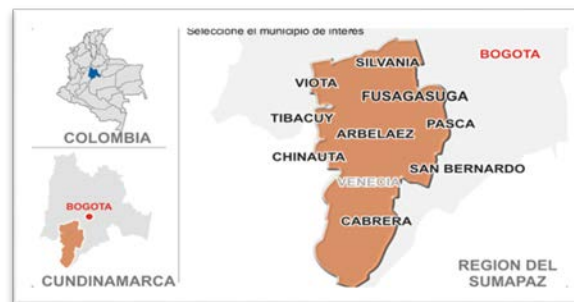 Seleccione el municipio de interés
COLOMBIA
BOGOTA
CUNDINAMARCA
BOGOTA
SILVANIA
VIOTA
FUSAGASUGA
TIBACUY
PASCA
ARBELAEZ
CHINAUTA
SAN BERNARDO
VENECIA
CABRERA
REGION DEL
SUMAPAZ